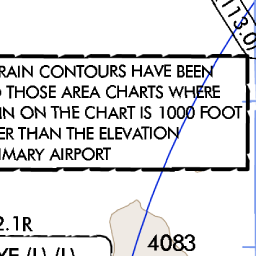 113.0
RAIN CONTOURS HAVE BEEN
THOSE AREA CHARTS WHERE
IN ON THE CHART IS 1000 FOOT
ER THAN THE ELEVATION
IMARY AIRPORT
2.1R
4083